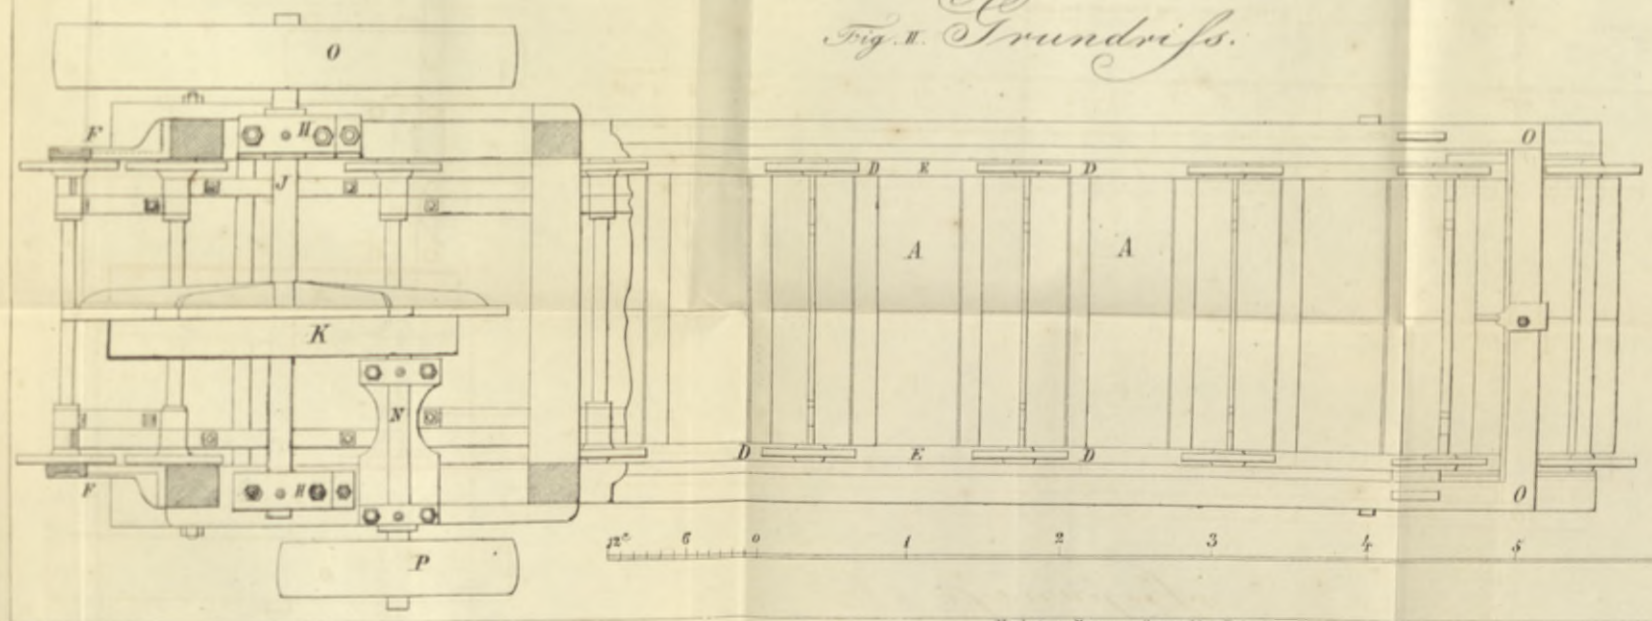 Fig. II. Grundriſs.
O
F H
J
D E D
O
A A
K
N
D E D
F H
O
P
12 6 0 1 2 3 4 5